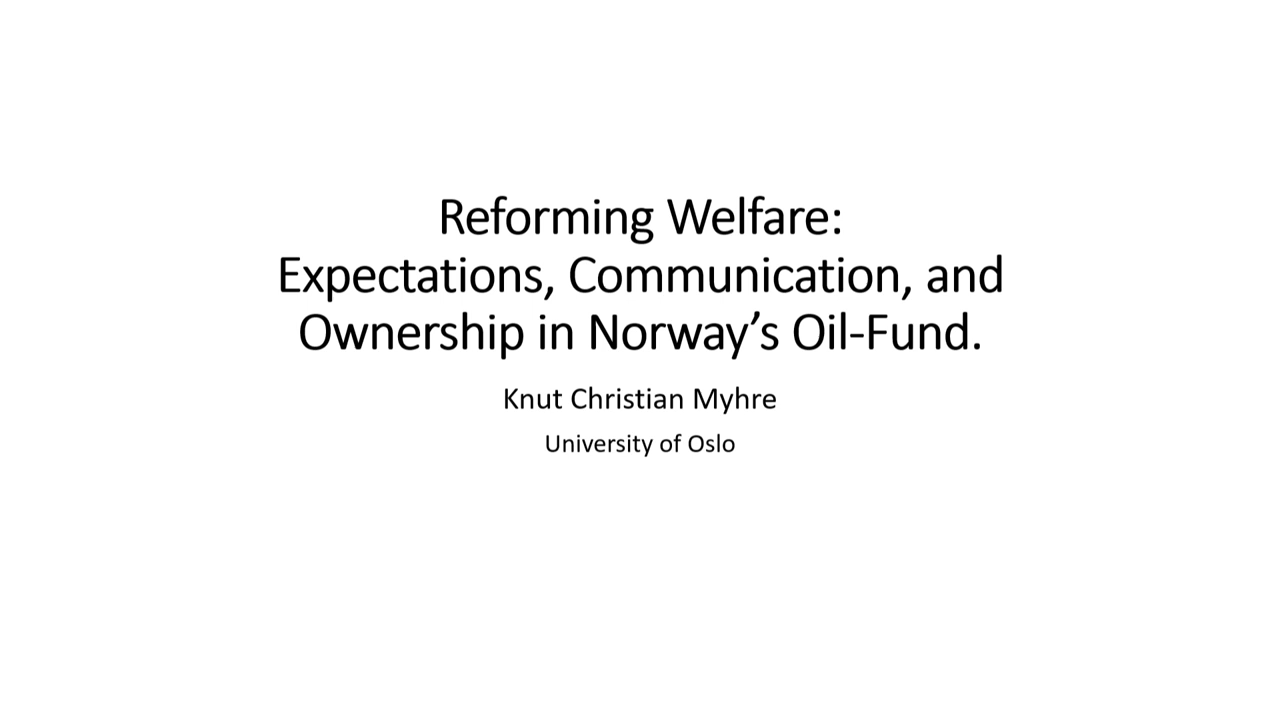 Reforming Welfare:
Expectations, Communication, and
Ownership in Norway’s Oil-Fund.
Knut Christian Myhre
University of Oslo